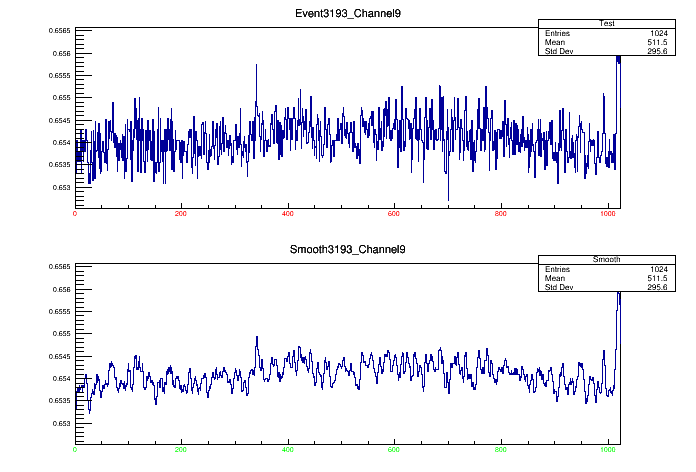 Event3193_Channel9
Test
Entries 1024
Mean 511.5
Std Dev 295.6
0.6565
0.656
0.6555
0.655
0.6545
0.654
0.6535
0.653
0 200 400 600 800 1000
Smooth3193_Channel9
Smooth
Entries 1024
Mean 511.5
Std Dev 295.6
0.6565
0.656
0.6555
0.655
0.6545
0.654
0.6535
0.653
0 200 400 600 800 1000